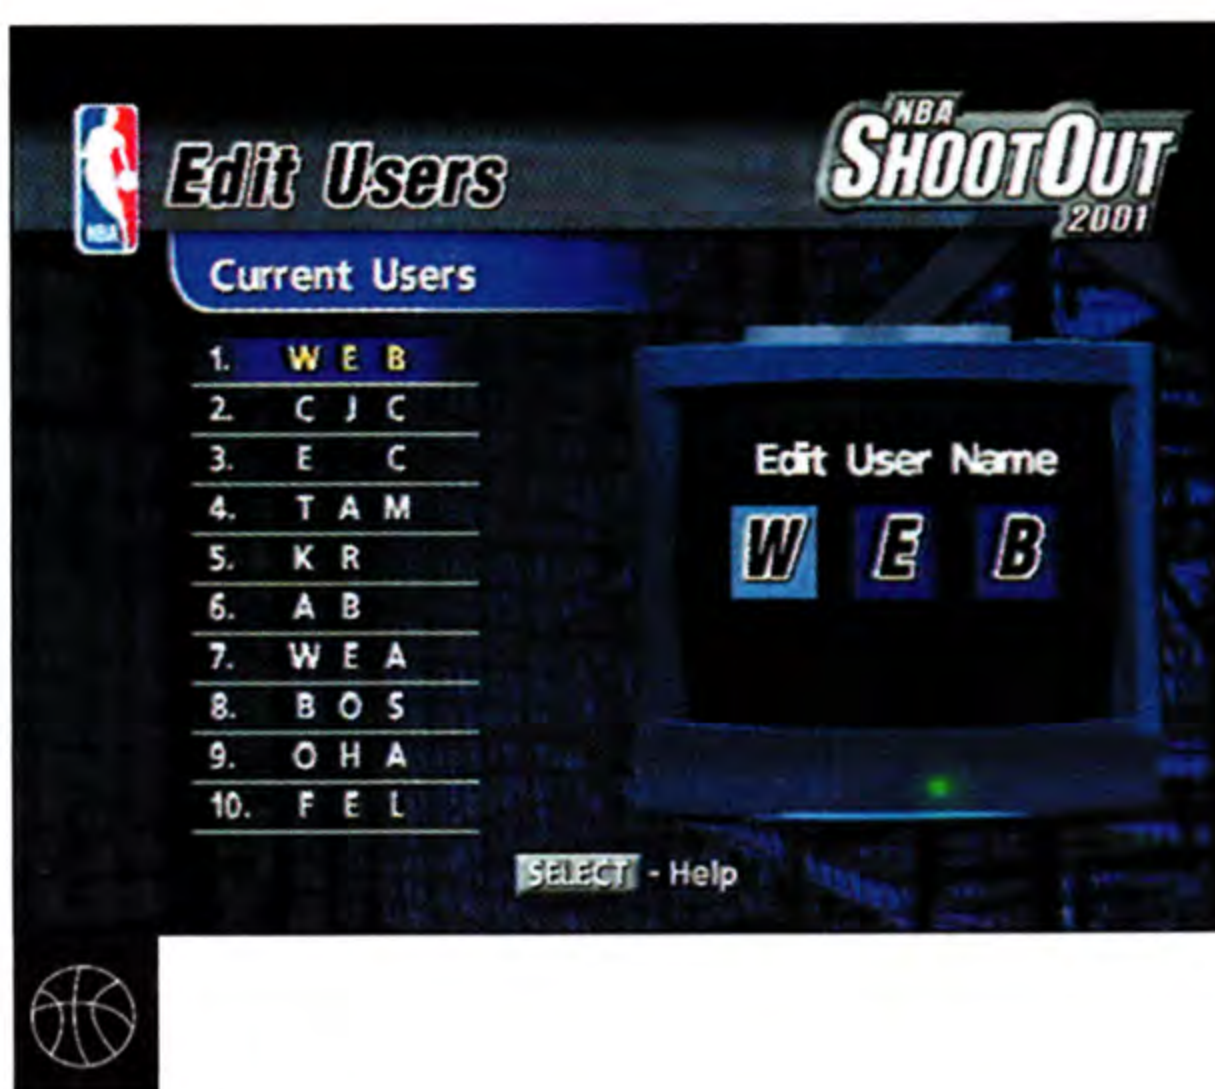 NBA
SHOOTOUT
2001
NBA
Edit Users
Current Users
1. W E B
2. C J C
3. E C
4. T A M
5. K R
6. A B
7. W E A
8. B O S
9. O H A
10. F E L
Edit User Name
W E B
SELECT - Help